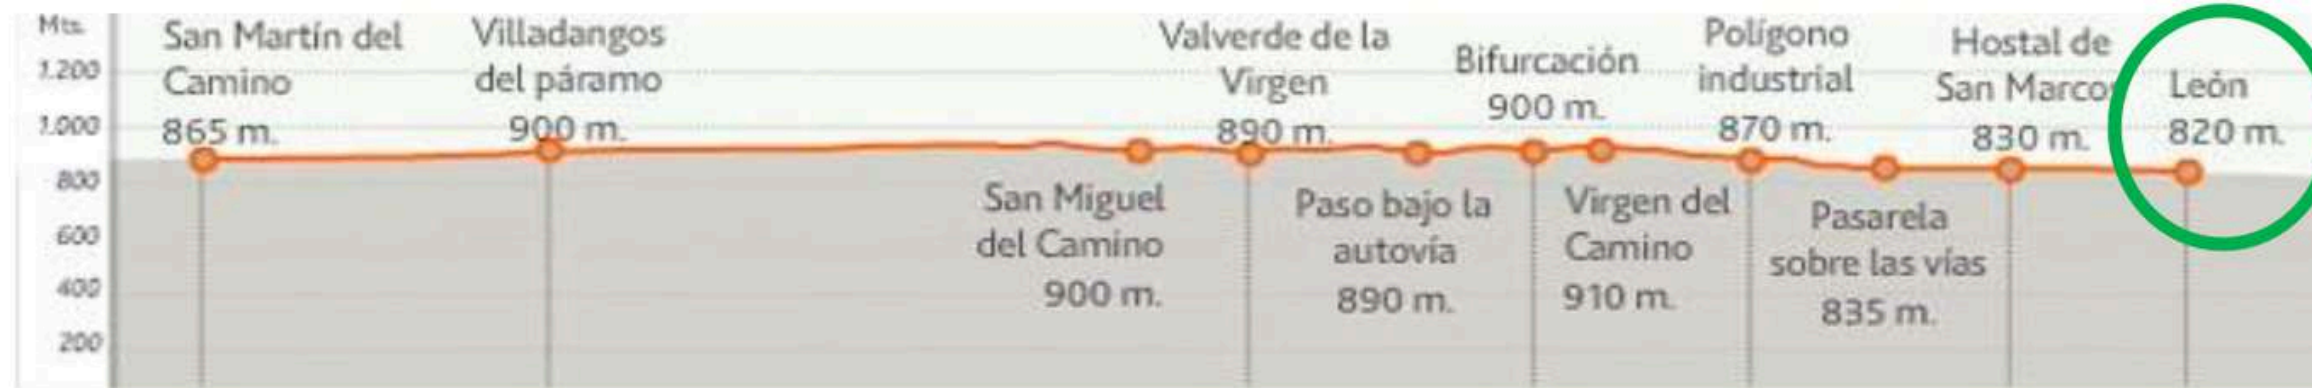 Mts.
1.200
1.000
800
600
400
200
San Martín del
Camino
865 m.
Villadangos
del páramo
900 m.
San Miguel
del Camino
900 m.
Valverde de la
Virgen
890 m.
Paso bajo la
autovía
890 m.
Bifurcación
900 m.
Virgen del
Camino
910 m.
Polígono
industrial
870 m.
Pasarela
sobre las vías
835 m.
Hostal de
San Marcos
830 m.
León
820 m.